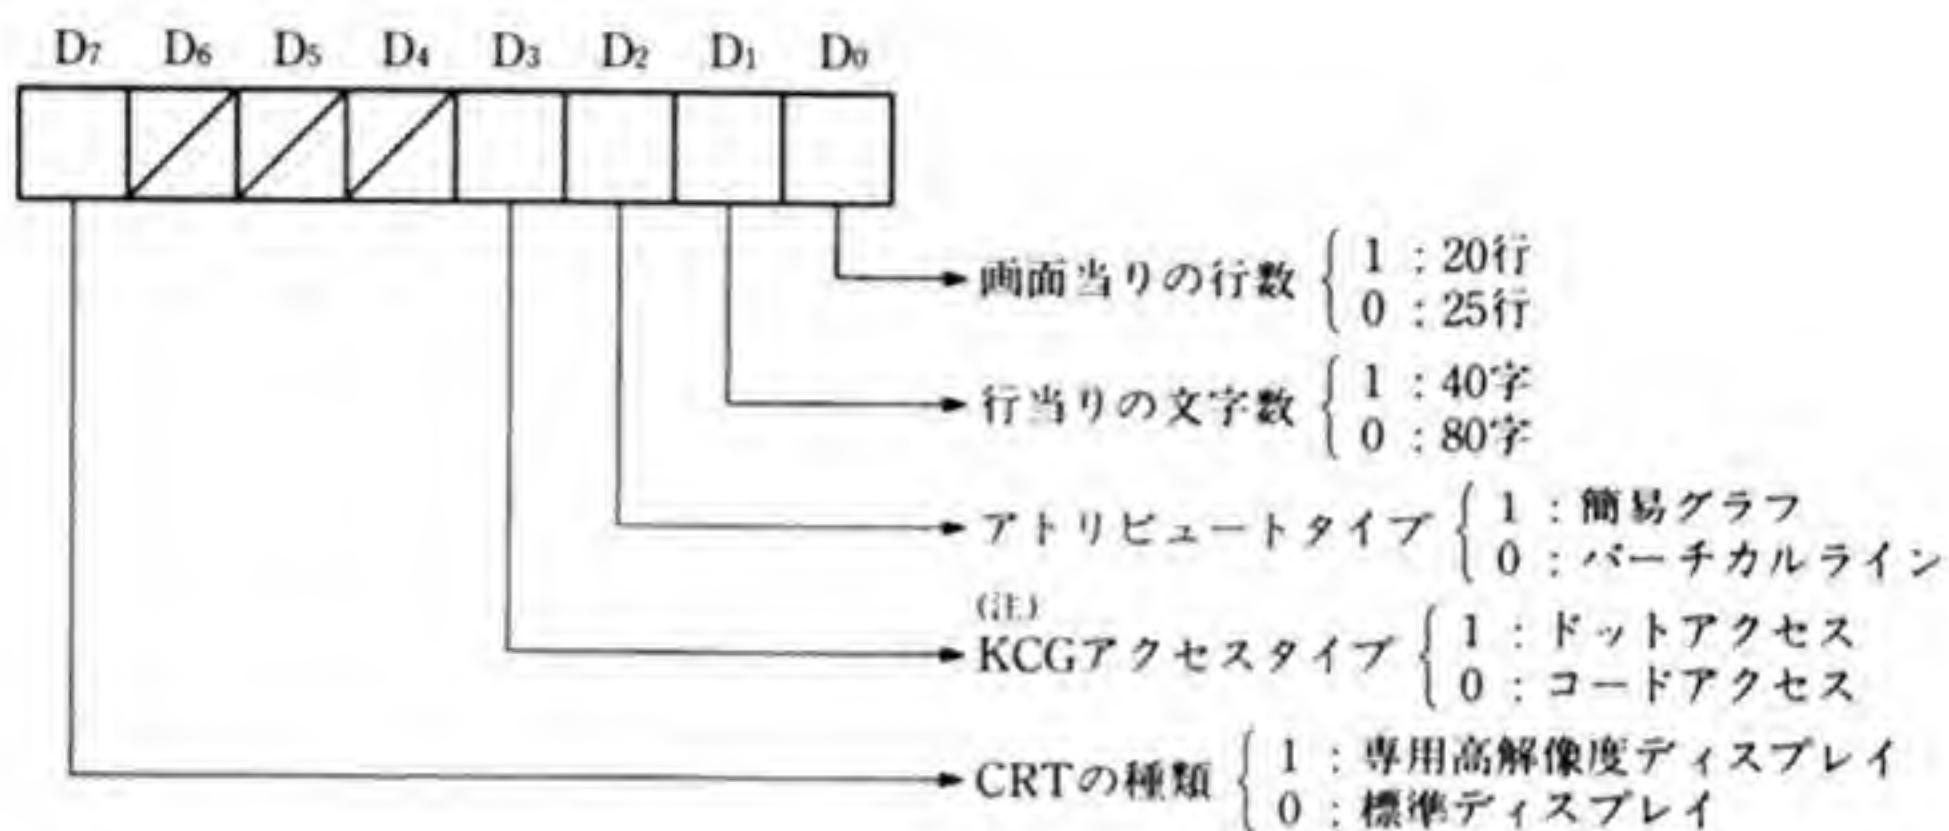 D7 D6 D5 D4 D3 D2 D1 D0
画面当りの行数 { 1 : 20行
0 : 25行
行当りの文字数 { 1 : 40字
0 : 80字
アトリビュートタイプ { 1 : 簡易グラフ
0 : バーチカルライン
(注)
KCGアクセスタイプ { 1 : ドットアクセス
0 : コードアクセス
CRTの種類 { 1 : 専用高解像度ディスプレイ
0 : 標準ディスプレイ